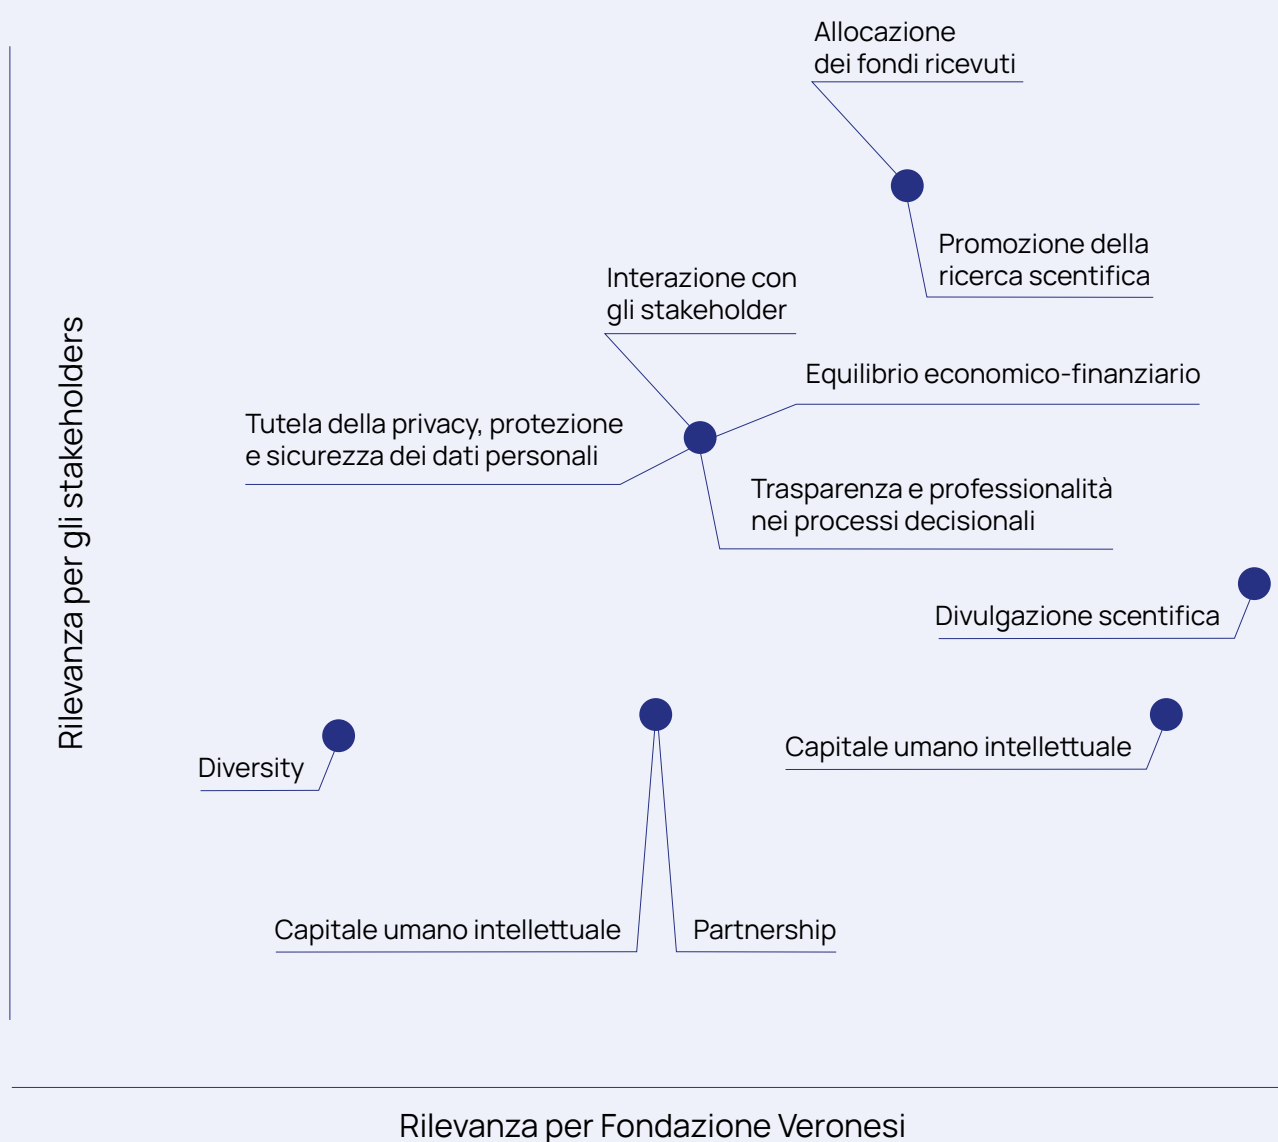 Allocazione
dei fondi ricevuti
Promozione della
ricerca scentifica
Interazione con
gli stakeholder
Equilibrio economico-finanziario
Tutela della privacy, protezione
e sicurezza dei dati personali
Trasparenza e professionalità
nei processi decisionali
Divulgazione scentifica
Capitale umano intellettuale
Diversity
Capitale umano intellettuale
Partnership
Rilevanza per gli stakeholders
Rilevanza per Fondazione Veronesi